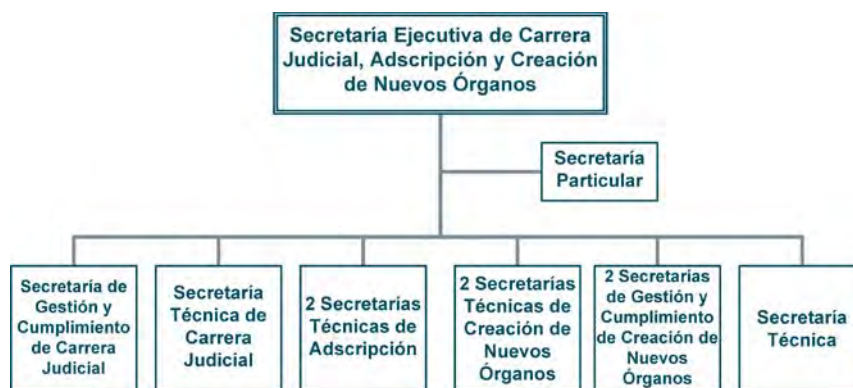 Secretaría Ejecutiva de Carrera
Judicial, Adscripción y Creación
de Nuevos Órganos
Secretaría
Particular
Secretaría de
Gestión y
Cumplimiento
de Carrera
Judicial
Secretaria
Técnica de
Carrera
Judicial
2 Secretarías
Técnicas de
Adscripción
2 Secretarías
Técnicas de
Creación de
Nuevos
Órganos
2 Secretarias
de Gestión y
Cumplimiento
de Creación de
Nuevos
Órganos
Secretaría
Técnica